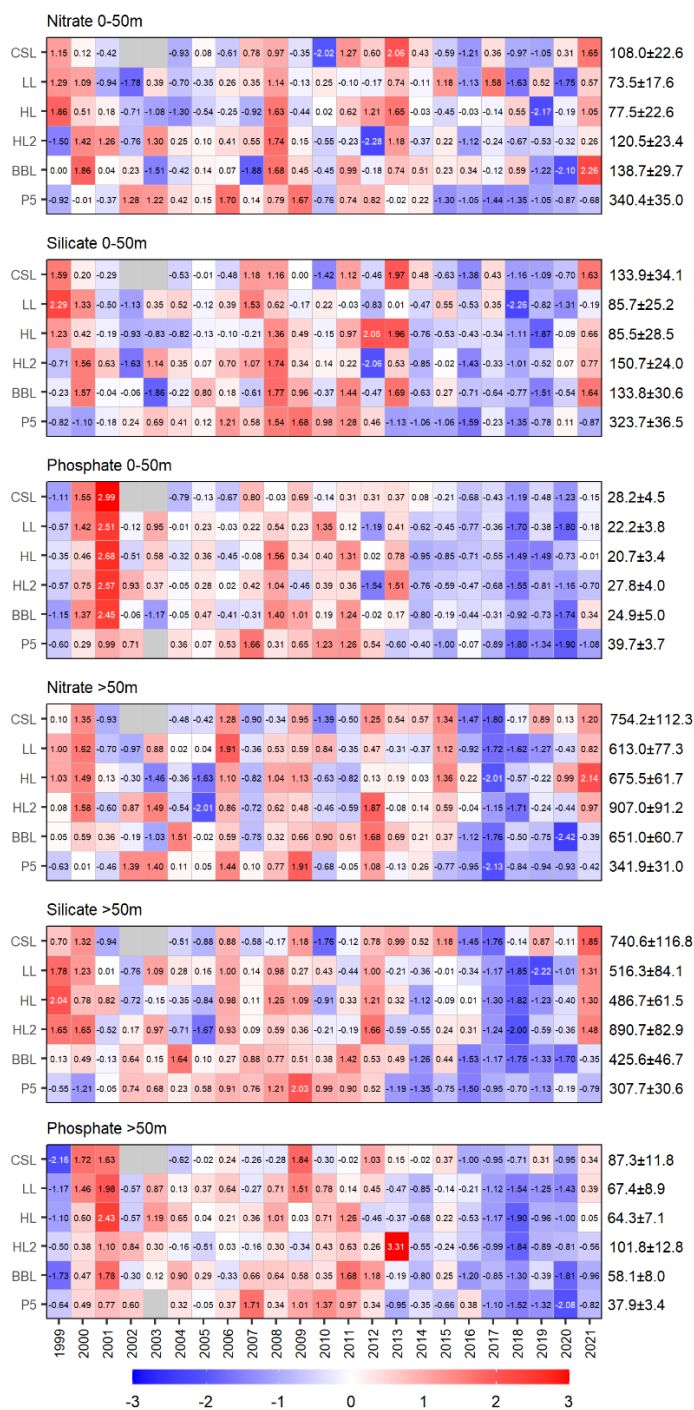 Nitrate 0-50m
CSL 1.15 0.12 -0.42 -0.93 0.08 -0.61 0.78 0.97 -0.35 -2.02 1.27 0.60 2.06 0.43 -0.59 -1.21 0.36 -0.97 -1.05 0.31 1.65 108.0±22.6
LL 1.29 1.09 -0.94 -1.78 0.39 -0.70 -0.35 0.26 0.35 1.14 -0.13 0.25 -0.10 -0.17 0.74 -0.11 1.18 -1.13 1.58 -1.63 0.52 -1.75 0.57 73.5±17.6
HL 1.86 0.51 0.18 -0.71 -1.08 -1.30 -0.54 -0.25 -0.92 1.63 -0.44 0.02 0.62 1.21 1.65 -0.03 -0.45 -0.03 -0.14 0.55 -2.17 -0.19 1.05 77.5±22.6
HL2 -1.50 1.42 1.26 -0.76 1.30 0.25 0.10 0.41 0.55 1.74 0.15 -0.55 -0.23 -2.28 1.18 -0.37 0.22 -1.12 -0.24 -0.67 -0.53 -0.32 0.26 120.5±23.4
BBL 0.00 1.86 0.04 0.23 -1.51 -0.42 0.14 -0.17 -1.88 1.68 0.45 -0.45 0.99 -0.18 0.74 0.51 0.23 0.34 -0.12 -0.59 -1.22 -2.10 2.26 138.7±29.7
P5 -0.92 -0.01 -0.37 1.28 1.22 0.42 0.15 1.70 0.14 0.79 1.67 -0.76 0.74 0.82 -0.02 0.22 -1.30 -1.05 -1.44 -1.35 -1.05 -0.87 -0.68 340.4±35.0
Silicate 0-50m
CSL 1.59 0.20 -0.29 -0.53 -0.01 -0.48 1.18 1.16 0.00 -1.42 1.12 -0.46 1.97 0.48 -0.63 -1.38 0.43 -1.16 -1.09 -0.70 1.63 133.9±34.1
LL 2.29 1.33 -0.50 -1.13 0.35 0.52 -0.12 0.39 1.53 0.62 -0.17 0.22 -0.03 -0.83 0.01 -0.47 0.55 -0.53 0.35 -2.26 -0.82 -1.31 -0.19 85.7±25.2
HL 1.23 0.42 -0.19 -0.93 -0.83 -0.82 -0.13 -0.10 -0.21 1.36 0.49 -0.15 0.97 2.05 1.96 -0.76 -0.53 -0.43 -0.34 -1.11 -1.87 -0.09 0.66 85.5±28.5
HL2 -0.71 1.56 0.63 -1.63 1.14 0.35 0.07 0.70 1.07 1.74 0.34 0.14 0.22 -2.06 0.53 -0.85 -0.02 -1.43 -0.33 -1.01 -0.52 0.07 0.77 150.7±24.0
BBL -0.23 1.57 -0.04 -0.06 -1.86 -0.22 0.80 0.18 -0.61 1.77 0.96 -0.37 1.44 -0.47 1.69 -0.63 0.27 -0.71 -0.64 -0.77 -1.51 -0.54 1.64 133.8±30.6
P5 -0.82 -1.10 -0.18 0.24 0.69 0.41 0.12 1.21 0.58 1.54 1.68 0.98 1.28 0.46 -1.13 -1.06 -1.06 -1.59 -0.23 -1.35 -0.78 0.11 -0.87 323.7±36.5
Phosphate 0-50m
CSL -1.11 1.55 2.99 -0.79 -0.13 -0.67 0.80 -0.03 0.69 -0.14 0.31 0.31 0.37 0.08 -0.21 -0.68 -0.43 -1.19 -0.48 -1.23 -0.15 28.2±4.5
LL -0.57 1.42 2.51 -0.12 0.95 -0.01 0.23 -0.03 0.22 0.54 0.23 1.35 0.12 -1.19 0.41 -0.62 -0.45 -0.77 -0.36 -1.70 -0.38 -1.80 -0.18 22.2±3.8
HL -0.35 0.46 2.68 -0.51 0.58 -0.32 0.36 -0.45 -0.08 1.56 0.34 0.40 1.31 0.02 0.78 -0.95 -0.85 -0.71 -0.55 -1.49 -1.49 -0.73 -0.01 20.7±3.4
HL2 -0.57 0.75 2.57 0.93 0.37 -0.05 0.28 0.02 0.42 1.04 -0.46 0.39 0.36 -1.54 1.51 -0.76 -0.59 -0.47 -0.68 -1.55 -0.81 -1.16 -0.70 27.8±4.0
BBL -1.15 1.37 2.45 -0.06 -1.17 -0.05 0.47 -0.41 -0.31 1.40 1.01 0.19 1.24 -0.02 0.17 -0.80 -0.19 -0.44 -0.31 -0.92 -0.73 -1.74 0.34 24.9±5.0
P5 -0.60 0.29 0.99 0.71 0.36 -0.07 0.53 1.66 0.31 0.65 1.23 1.26 0.54 -0.60 -0.40 -1.00 -0.07 -0.89 -1.80 -1.34 -1.90 -1.08 39.7±3.7
Nitrate >50m
CSL 0.10 1.35 -0.93 -0.48 -0.42 1.28 -0.90 -0.34 0.95 -1.39 -0.50 1.25 0.54 0.57 1.34 -1.47 -1.80 -0.17 0.89 0.13 1.20 754.2±112.3
LL 1.00 1.62 -0.70 -0.97 0.88 0.02 0.04 1.91 -0.36 0.53 0.59 0.84 -0.35 0.47 -0.31 -0.37 1.12 -0.92 -1.72 -1.62 -1.27 -0.43 0.82 613.0±77.3
HL 1.03 1.49 0.13 -0.30 -1.46 -0.36 -1.63 1.10 -0.82 1.04 1.13 -0.63 -0.82 0.13 0.19 0.03 1.36 0.22 -2.01 -0.57 -0.22 0.99 2.14 675.5±61.7
HL2 0.08 1.58 -0.60 0.87 1.49 -0.54 -2.01 0.86 -0.72 0.62 0.48 -0.46 -0.59 1.87 -0.08 0.14 0.59 -0.04 -1.15 -1.71 -0.24 -0.44 0.97 907.0±91.2
BBL 0.05 0.59 0.36 -0.19 -1.03 1.51 -0.02 0.59 -0.75 0.32 0.66 0.90 0.61 1.68 0.69 0.21 0.37 -1.12 -1.76 -0.50 -0.75 -2.42 -0.39 651.0±60.7
P5 -0.63 0.01 -0.46 1.39 1.40 0.11 0.05 1.44 0.10 0.77 1.91 -0.68 -0.05 1.08 -0.13 0.26 -0.77 -0.95 -2.13 -0.84 -0.94 -0.93 -0.42 341.9±31.0
Silicate >50m
CSL 0.70 1.32 -0.94 -0.51 -0.88 0.88 -0.58 -0.17 1.18 -1.76 -0.12 0.78 0.99 0.52 1.18 -1.45 -1.76 -0.14 0.87 -0.11 1.85 740.6±116.8
LL 1.78 1.23 0.01 -0.76 1.09 0.28 0.16 1.00 0.14 0.98 0.27 0.43 -0.44 1.00 -0.21 -0.36 -0.01 -0.34 -1.17 -1.85 -2.22 -1.01 1.31 516.3±84.1
HL 2.04 0.78 0.82 -0.72 -0.15 -0.35 -0.84 0.98 0.11 1.25 1.09 -0.91 0.33 1.21 0.32 -1.12 -0.09 0.01 -1.30 -1.82 -1.23 -0.40 1.30 486.7±61.5
HL2 1.65 1.65 -0.52 0.17 0.97 -0.71 -1.67 0.93 0.09 0.59 0.36 -0.21 -0.19 1.66 -0.59 -0.55 0.24 0.31 -1.24 -2.00 -0.59 -0.36 1.48 890.7±82.9
BBL 0.13 0.49 -0.13 0.64 0.15 1.64 0.10 0.27 0.88 0.77 0.51 0.38 1.42 0.53 0.49 -1.26 0.44 -1.53 -1.17 -1.75 -1.33 -1.70 -0.35 425.6±46.7
P5 -0.55 -1.21 -0.05 0.74 0.68 0.23 0.58 0.91 0.76 1.21 2.03 0.99 0.90 0.52 -1.19 -1.35 -0.75 -1.50 -0.95 -0.70 -1.13 -0.19 -0.79 307.7±30.6
Phosphate >50m
CSL -2.16 1.72 1.63 -0.62 -0.02 0.24 -0.26 -0.28 1.84 -0.30 -0.02 1.03 0.15 -0.02 0.37 -1.00 -0.95 -0.71 0.31 -0.95 0.34 87.3±11.8
LL -1.17 1.46 1.98 -0.57 0.87 0.13 0.37 0.64 -0.27 0.71 1.51 0.78 0.14 0.45 -0.47 -0.85 -0.14 -0.21 -1.12 -1.54 -1.25 -1.43 0.39 67.4±8.9
HL -1.10 0.60 2.43 -0.57 1.19 0.65 0.04 0.21 0.36 1.01 0.03 0.71 1.26 -0.46 -0.37 -0.68 0.22 -0.53 -0.17 -1.90 -0.96 -1.00 0.05 64.3±7.1
HL2 -0.50 0.38 1.10 0.84 0.30 -0.16 -0.51 0.03 -0.16 0.30 -0.34 0.43 0.63 0.26 3.31 -0.55 -0.24 -0.56 -0.99 -1.84 -0.89 -0.81 -0.56 101.8±12.8
BBL -1.73 0.47 1.78 -0.30 0.12 0.90 0.29 -0.33 0.66 0.64 0.58 0.35 1.68 1.18 -0.19 -0.80 0.25 -1.20 -0.85 -1.30 -0.94 -1.81 -0.96 58.1±8.0
P5 -0.64 0.49 0.77 0.60 0.32 -0.05 0.37 1.71 0.34 1.01 1.37 0.97 0.34 -0.95 -0.35 -0.66 0.38 -1.10 -1.52 -1.32 -2.08 -0.82 37.9±3.4
1999 2000 2001 2002 2003 2004 2005 2006 2007 2008 2009 2010 2011 2012 2013 2014 2015 2016 2017 2018 2019 2020 2021
-3 -2 -1 0 1 2 3